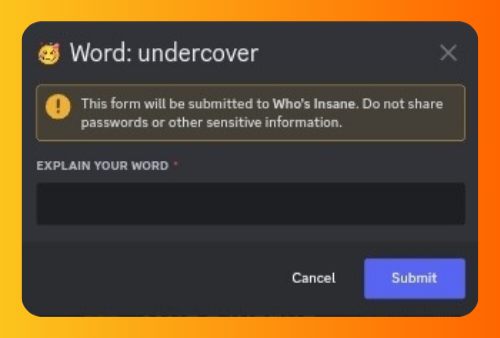 Word: undercover
This form will be submitted to Who's Insane. Do not share
passwords or other sensitive information.
EXPLAIN YOUR WORD *
Cancel
Submit